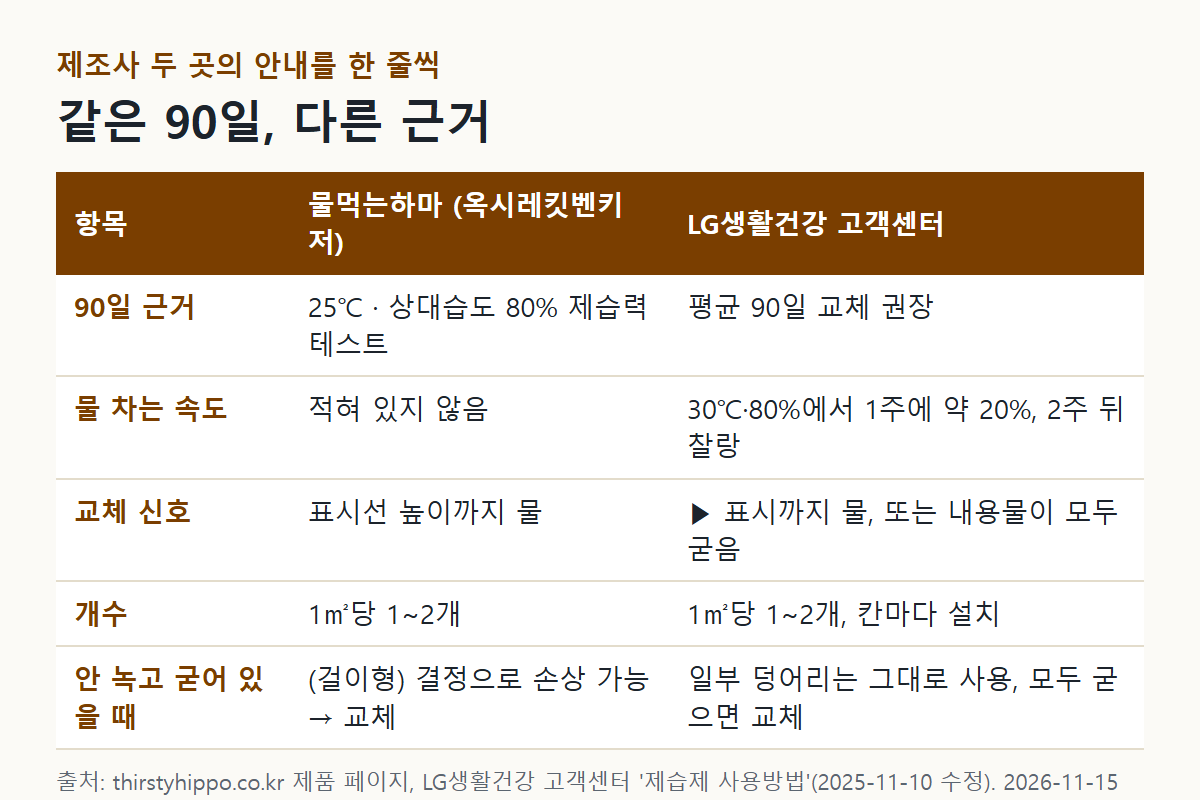 제조사 두 곳의 안내를 한 줄씩
같은 90일, 다른 근거
항목
물먹는하마 (옥시레킷벤키
저)
LG생활건강 고객센터
90일 근거
25℃ · 상대습도 80% 제습력
테스트
평균 90일 교체 권장
물 차는 속도
적혀 있지 않음
30℃·80%에서 1주에 약 20%, 2주 뒤
찰랑
교체 신호
표시선 높이까지 물
▶ 표시까지 물, 또는 내용물이 모두
굳음
개수
1㎡당 1~2개
1㎡당 1~2개, 칸마다 설치
안 녹고 굳어 있
을 때
(걸이형) 결정으로 손상 가능
→ 교체
일부 덩어리는 그대로 사용, 모두 굳
으면 교체
출처: thirstyhippo.co.kr 제품 페이지, LG생활건강 고객센터 '제습제 사용방법'(2025-11-10 수정). 2026-11-15